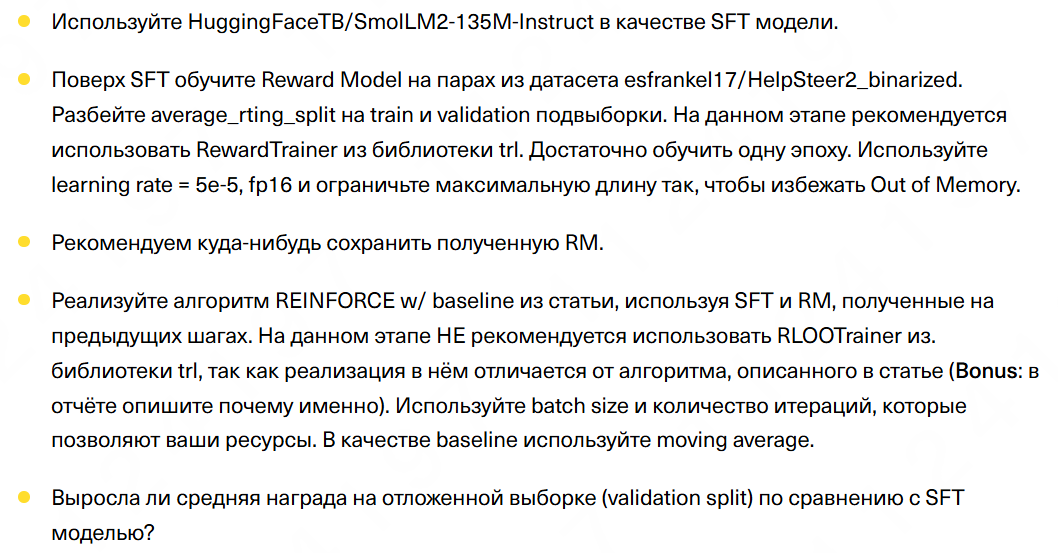 Используйте HuggingFaceTB/SmolLM2-135M-Instruct в качестве SFT модели.
Поверх SFT обучите Reward Model на парах из датасета esfrankel17/HelpSteer2_binarized.
Разбейте average_rting_split на train и validation подвыборки. На данном этапе рекомендуется
использовать RewardTrainer из библиотеки trl. Достаточно обучить одну эпоху. Используйте
learning rate = 5e-5, fp16 и ограничьте максимальную длину так, чтобы избежать Out of Memory.
Рекомендуем куда-нибудь сохранить полученную RM.
Реализуйте алгоритм REINFORCE w/ baseline из статьи, используя SFT и RM, полученные на
предыдущих шагах. На данном этапе НЕ рекомендуется использовать RLOOTrainer из.
библиотеки trl, так как реализация в нём отличается от алгоритма, описанного в статье (Bonus: в
отчёте опишите почему именно). Используйте batch size и количество итераций, которые
позволяют ваши ресурсы. В качестве baseline используйте moving average.
Выросла ли средняя награда на отложенной выборке (validation split) по сравнению с SFT
моделью?